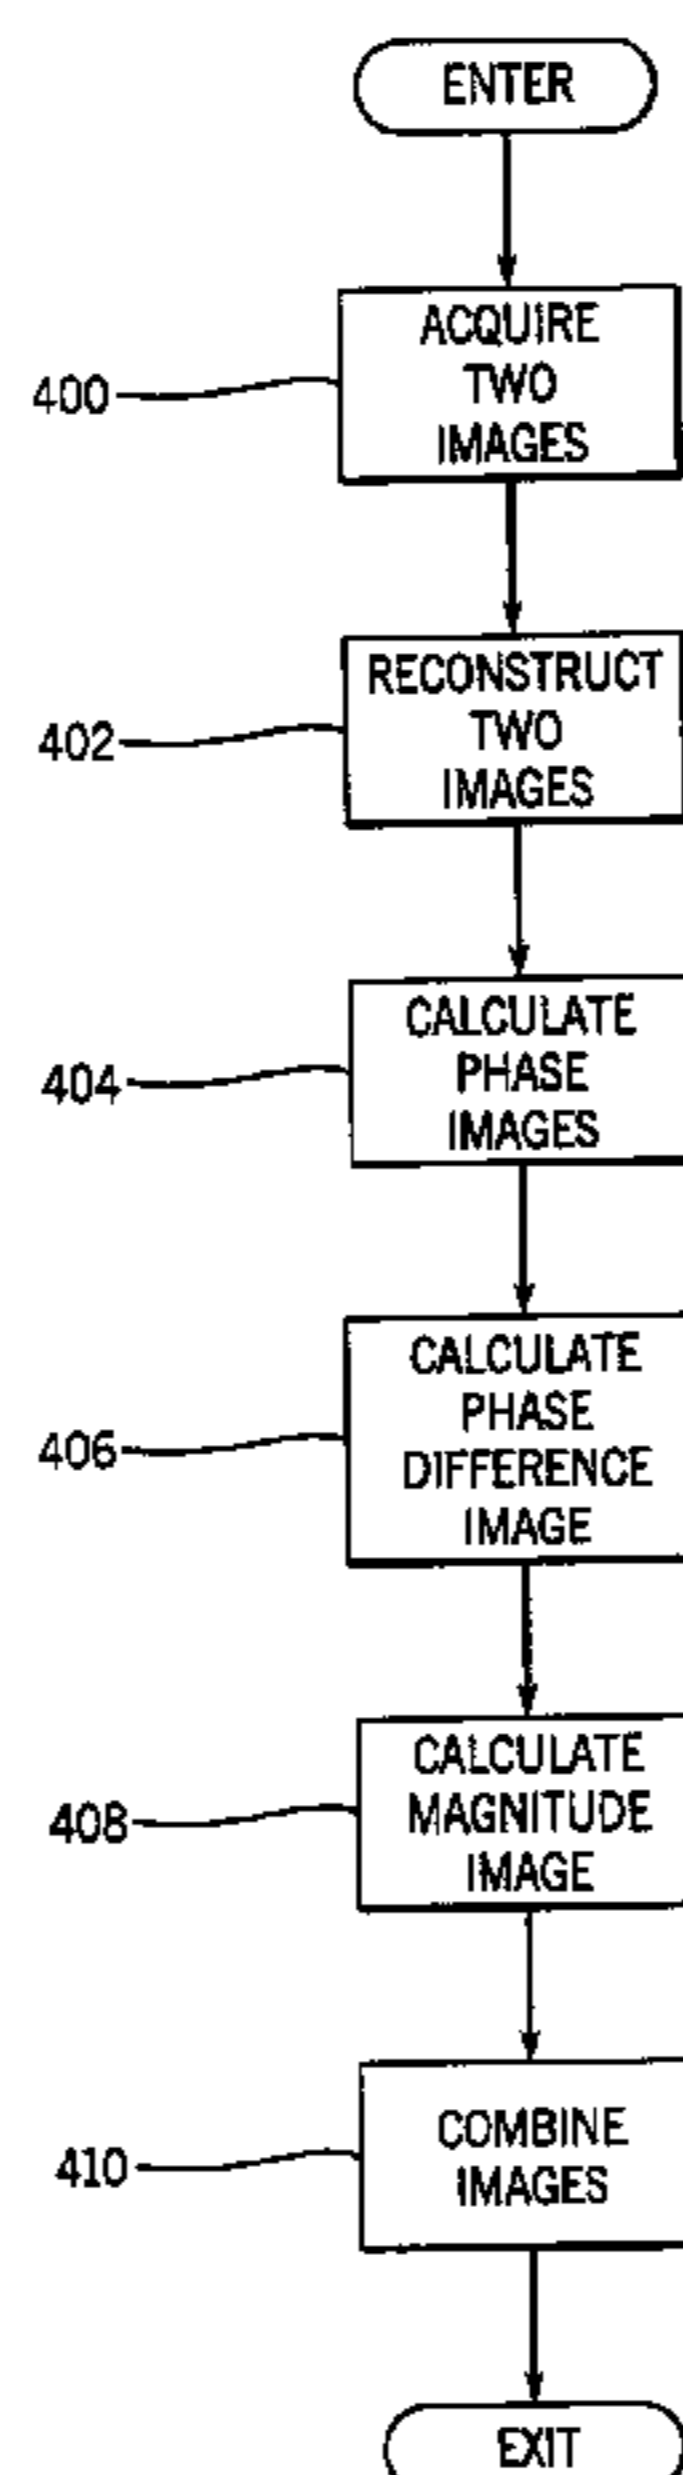 ENTER
400
ACQUIRE
TWO
IMAGES
402
RECONSTRUCT
TWO
IMAGES
404
CALCULATE
PHASE
IMAGES
406
CALCULATE
PHASE
DIFFERENCE
IMAGE
408
CALCULATE
MAGNITUDE
IMAGE
410
COMBINE
IMAGES
EXIT